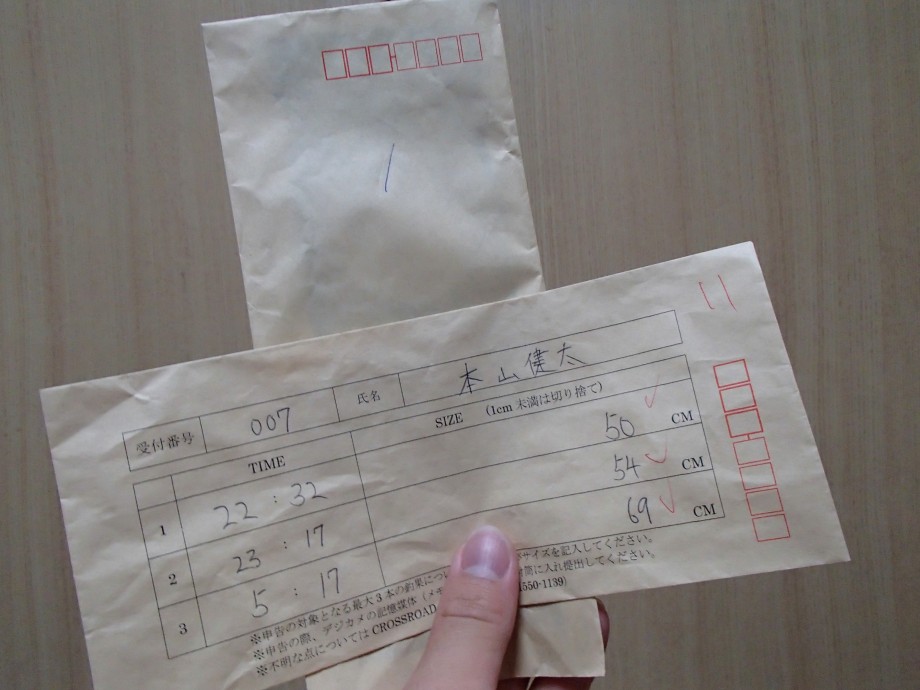 1
11
受付番号 007 氏名 本山健太
TIME SIZE (1cm 未満は切り捨て)
1 22:32 50 CM
2 23:17 54 CM
3 5:17 69 CM
※申告の対象となる最大3本の釣果につい サイズを記入してください。
※申告の際、デジカメの記憶媒体(メモ 封筒に入れ提出してください。
※不明な点についてはCROSSROAD 1550-1139)